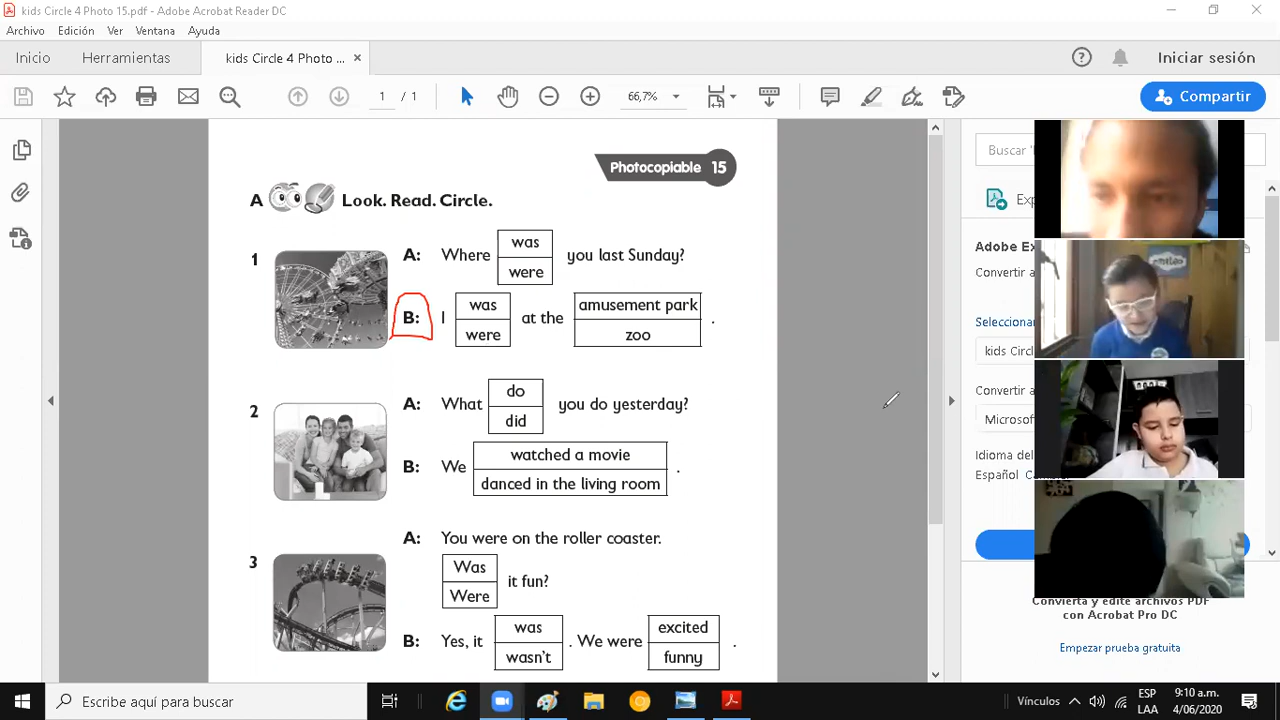 kids Circle 4 Photo 15.pdf - Adobe Acrobat Reader DC
Archivo Edición Ver Ventana Ayuda
Inicio Herramientas kids Circle 4 Photo ... × Iniciar sesión
1 / 1 66,7% Compartir
Photocopiable 15
Buscar
A Look. Read. Circle.
Adobe Ex
Convertir a
1 A: Where was you last Sunday?
were
B: I was at the amusement park .
were zoo
Seleccionar
kids Circl
Convertir a
Microsoft
Idioma del
Español Ca
2 A: What do you do yesterday?
did
B: We watched a movie .
danced in the living room
3 A: You were on the roller coaster.
Was it fun?
Were
B: Yes, it was . We were excited .
wasn't funny
Convierta y edite archivos PDF
con Acrobat Pro DC
Empezar prueba gratuita
Escribe aquí para buscar
Vínculos ESP 9:10 a.m.
LAA 4/06/2020